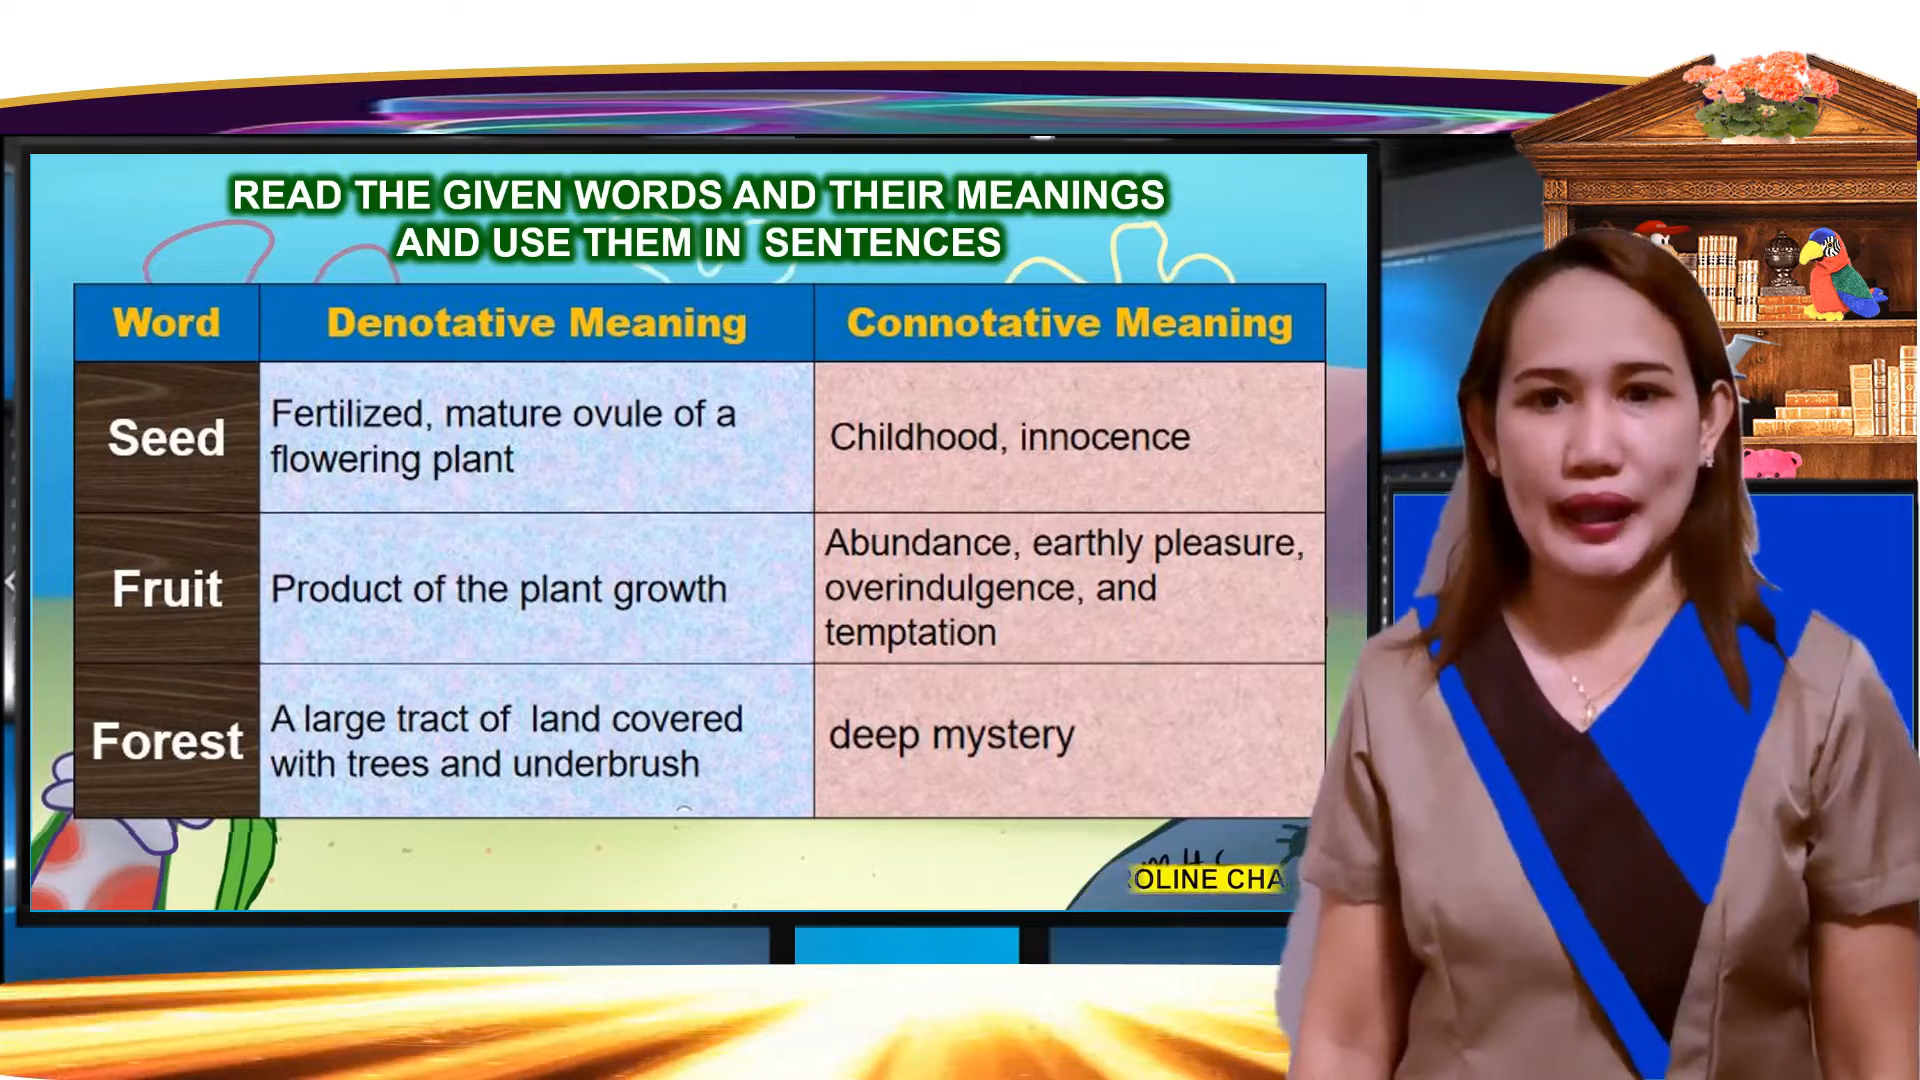 READ THE GIVEN WORDS AND THEIR MEANINGS
AND USE THEM IN SENTENCES
Word
Denotative Meaning
Connotative Meaning
Seed
Fertilized, mature ovule of a
flowering plant
Childhood, innocence
Fruit
Product of the plant growth
Abundance, earthly pleasure,
overindulgence, and
temptation
Forest
A large tract of land covered
with trees and underbrush
deep mystery
OLINE CHA